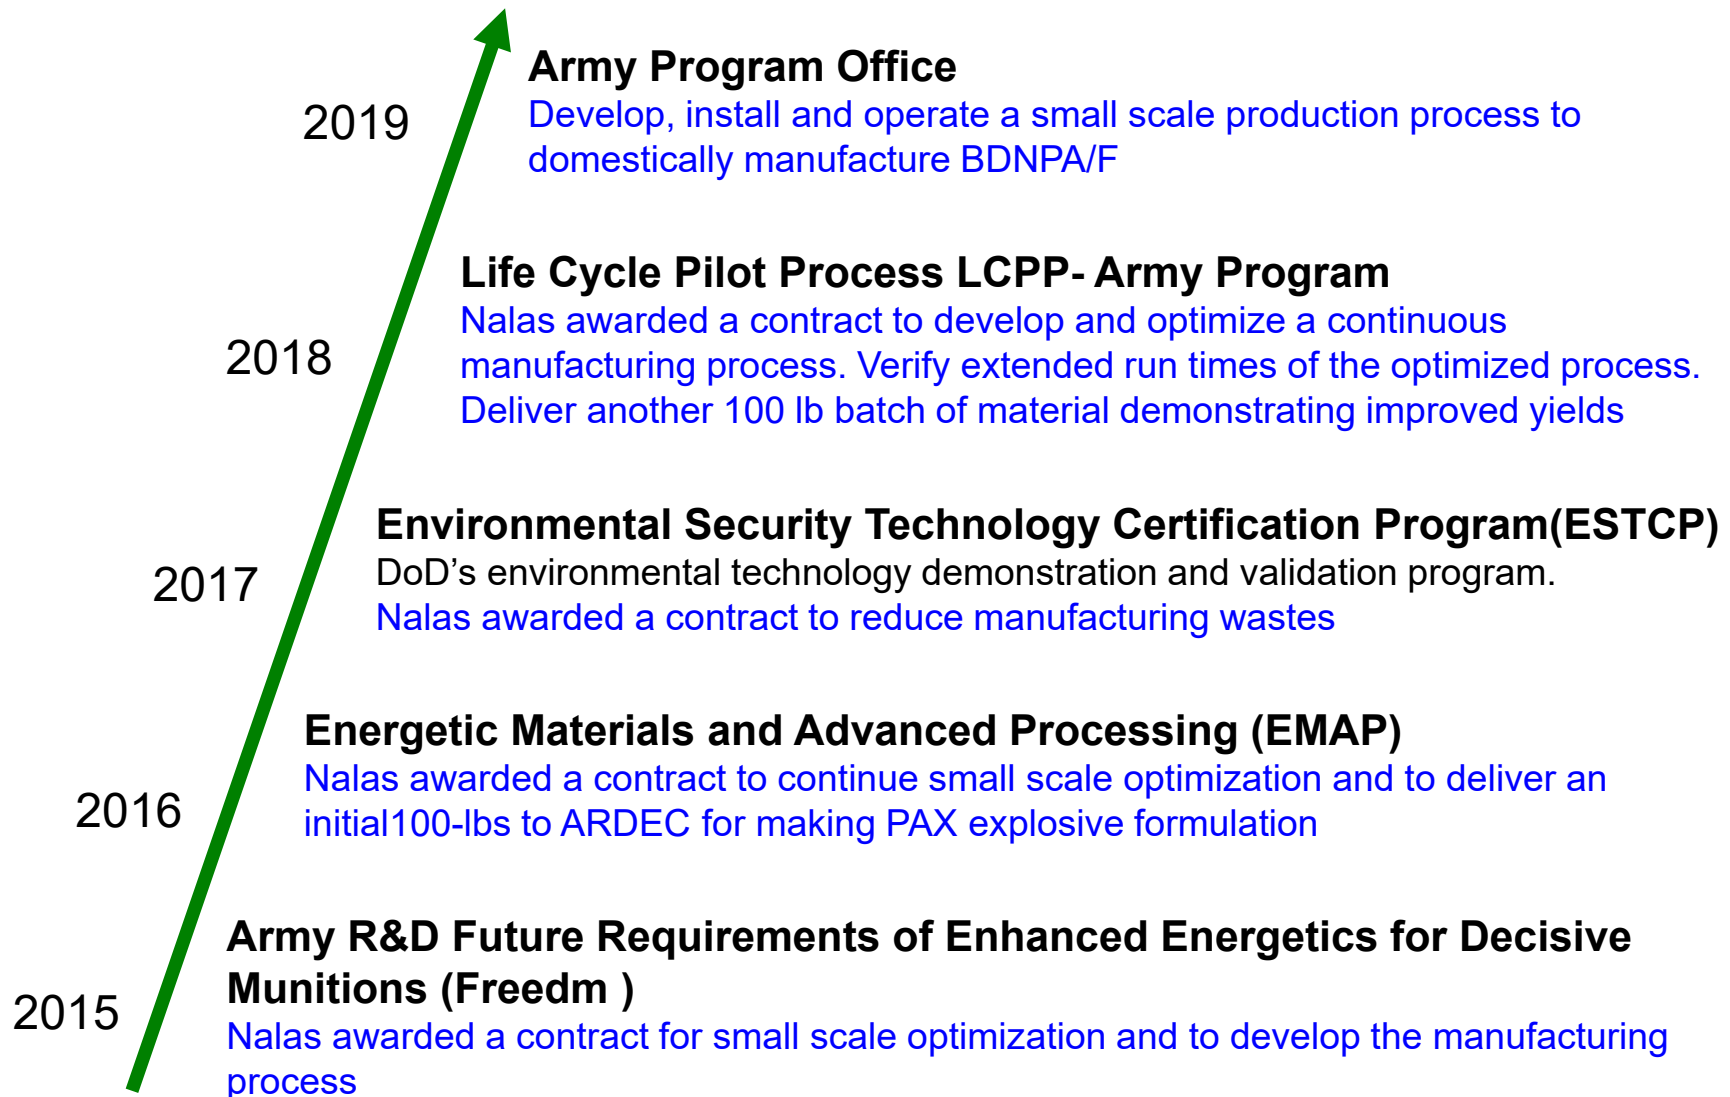 2019
Army Program Office
Develop, install and operate a small scale production process to
domestically manufacture BDNPA/F
2018
Life Cycle Pilot Process LCPP- Army Program
Nalas awarded a contract to develop and optimize a continuous
manufacturing process. Verify extended run times of the optimized process.
Deliver another 100 lb batch of material demonstrating improved yields
2017
Environmental Security Technology Certification Program(ESTCP)
DoD's environmental technology demonstration and validation program.
Nalas awarded a contract to reduce manufacturing wastes
2016
Energetic Materials and Advanced Processing (EMAP)
Nalas awarded a contract to continue small scale optimization and to deliver an
initial100-lbs to ARDEC for making PAX explosive formulation
2015
Army R&D Future Requirements of Enhanced Energetics for Decisive
Munitions (Freedm )
Nalas awarded a contract for small scale optimization and to develop the manufacturing
process